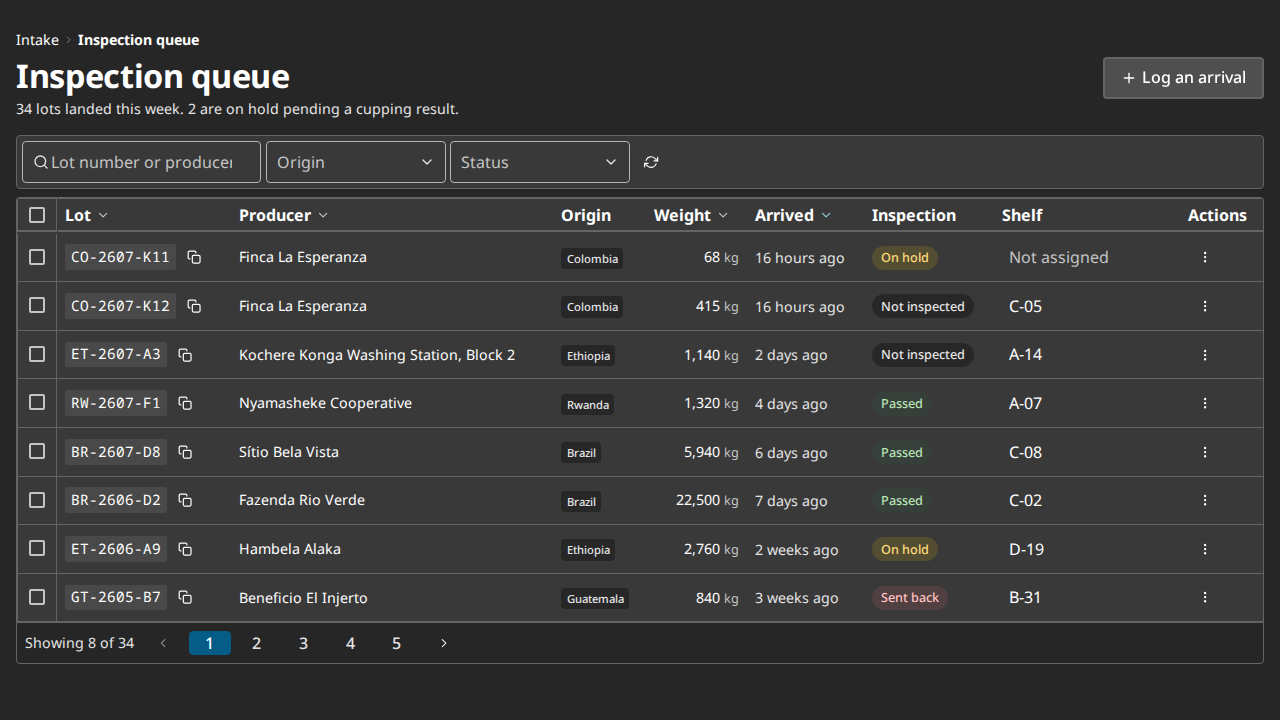 Intake > Inspection queue
Inspection queue
+ Log an arrival
34 lots landed this week. 2 are on hold pending a cupping result.
Lot number or producer Origin Status
Lot Producer Origin Weight Arrived Inspection Shelf Actions
CO-2607-K11 Finca La Esperanza Colombia 68 kg 16 hours ago On hold Not assigned
CO-2607-K12 Finca La Esperanza Colombia 415 kg 16 hours ago Not inspected C-05
ET-2607-A3 Kochere Konga Washing Station, Block 2 Ethiopia 1,140 kg 2 days ago Not inspected A-14
RW-2607-F1 Nyamasheke Cooperative Rwanda 1,320 kg 4 days ago Passed A-07
BR-2607-D8 Sítio Bela Vista Brazil 5,940 kg 6 days ago Passed C-08
BR-2606-D2 Fazenda Rio Verde Brazil 22,500 kg 7 days ago Passed C-02
ET-2606-A9 Hambela Alaka Ethiopia 2,760 kg 2 weeks ago On hold D-19
GT-2605-B7 Beneficio El Injerto Guatemala 840 kg 3 weeks ago Sent back B-31
Showing 8 of 34 < 1 2 3 4 5 >